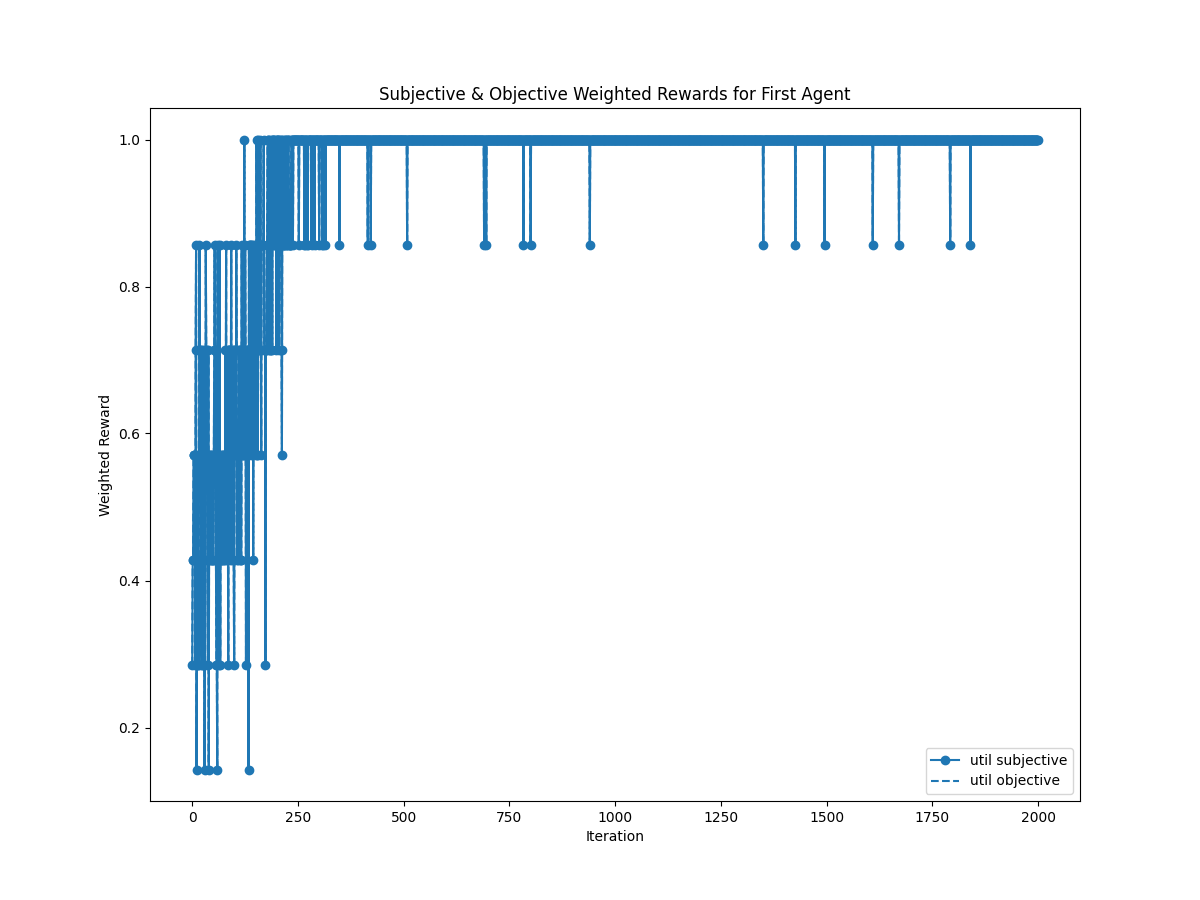 Subjective & Objective Weighted Rewards for First Agent
Weighted Reward
1.0
0.8
0.6
0.4
0.2
0 250 500 750 1000 1250 1500 1750 2000
Iteration
util subjective
util objective